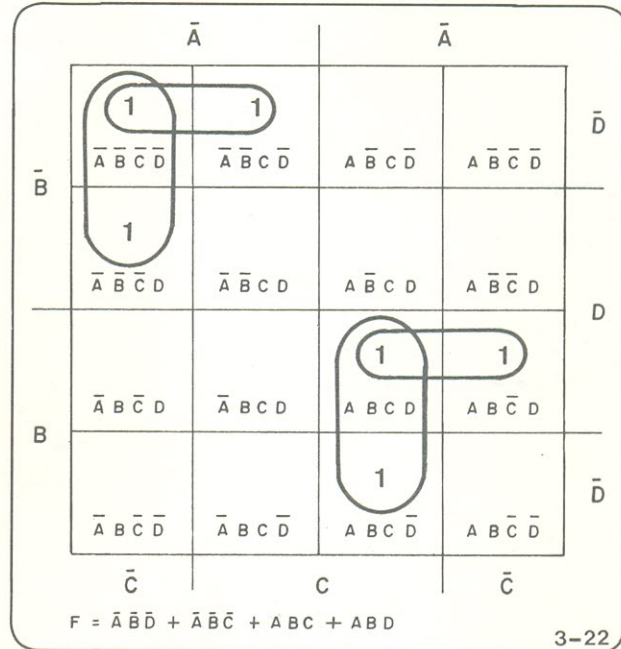 Ā Ā
1 1 D̄
Ā B̄ C̄ D̄ Ā B̄ C D̄ A B̄ C D̄ A B̄ C̄ D̄
B̄
1
Ā B̄ C̄ D Ā B̄ C D A B̄ C D A B̄ C̄ D
D
1 1
Ā B C̄ D Ā B C D A B C D A B C̄ D
B
1 D̄
Ā B C̄ D̄ Ā B C D̄ A B C D̄ A B C̄ D̄
C̄ C C̄
F = Ā B̄ D̄ + Ā B̄ C̄ + A B C + A B D
3-22